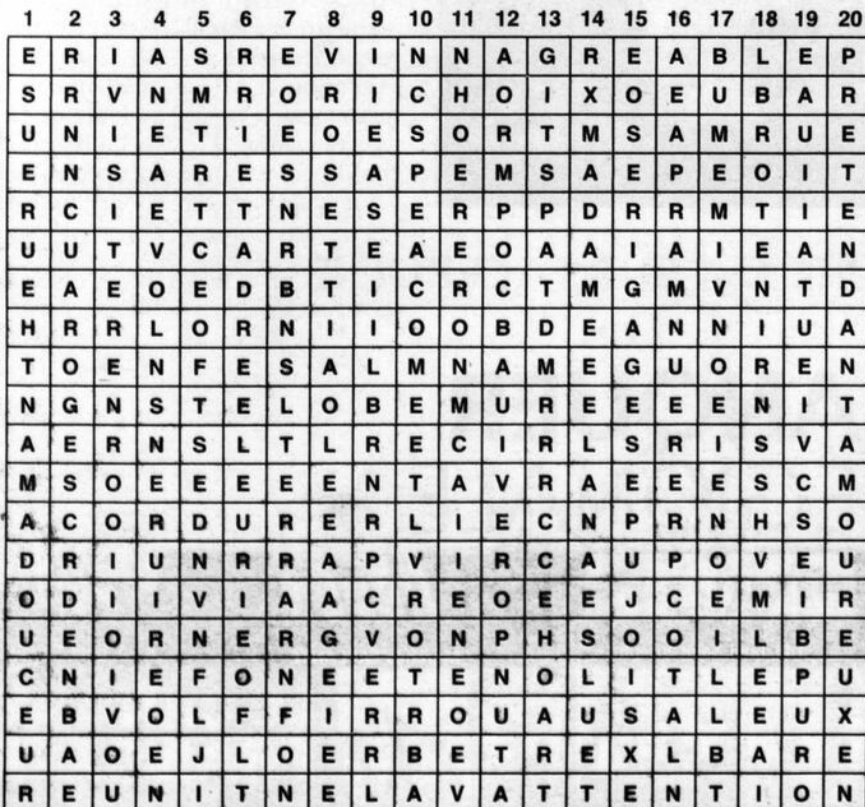 1 2 3 4 5 6 7 8 9 10 11 12 13 14 15 16 17 18 19 20
E R I A S R E V I N N A G R E A B L E P
S R V N M R O R I C H O I X O E U B A R
U N I E T I E O E S O R T M S A M R U E
E N S A R E S S A P E M S A E P E O I T
R C I E T T N E S E R P P D R R M T I E
U U T V C A R T E A E O A A I A I E A N
E A E O E D B T I C R C T M G M V N T D
H R R L O R N I I O O B D E A N N I U A
T O E N F E S A L M N A M E G U O R E N
N G N S T E L O B E M U R E E E E N I T
A E R N S L T L R E C I R L S R I S V A
M S O E E E E E N T A V R A E E E S C M
A C O R D U R E R L I E C N P R N H S O
D R I U N R R A P V I R C A U P O V E U
O D I I V I A A C R E O E E J C E M I R
U E O R N E R G V O N P H S O O I L B E
C N I E F O N E E T E N O L I T L E P U
E B V O L F F I R R O U A U S A L E U X
U A O E J L O E R B E T R E X L B A R E
R E U N I T N E L A V A T T E N T I O N